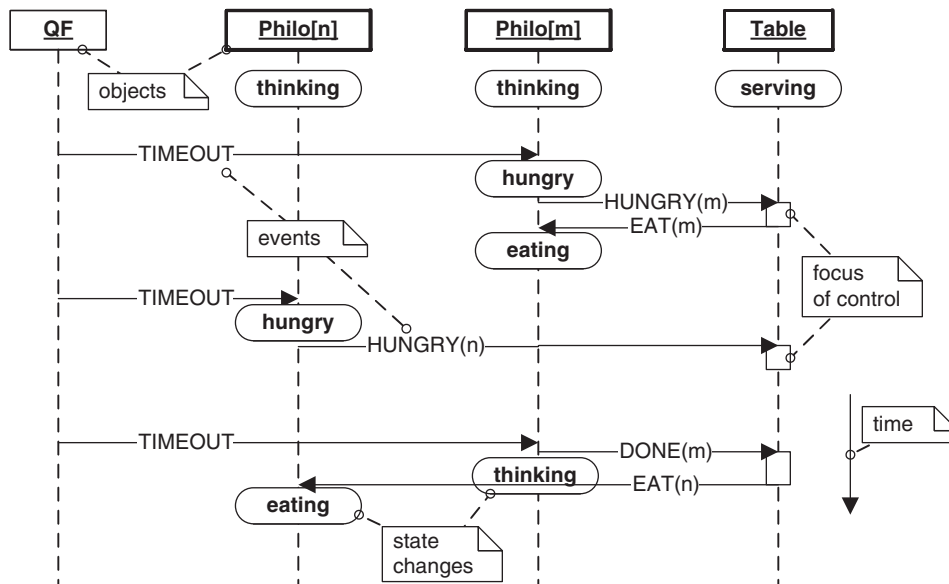 QF
Philo[n]
Philo[m]
Table
objects
thinking
thinking
serving
TIMEOUT
hungry
HUNGRY(m)
EAT(m)
events
eating
focus
of control
TIMEOUT
hungry
HUNGRY(n)
time
TIMEOUT
DONE(m)
thinking
EAT(n)
eating
state
changes